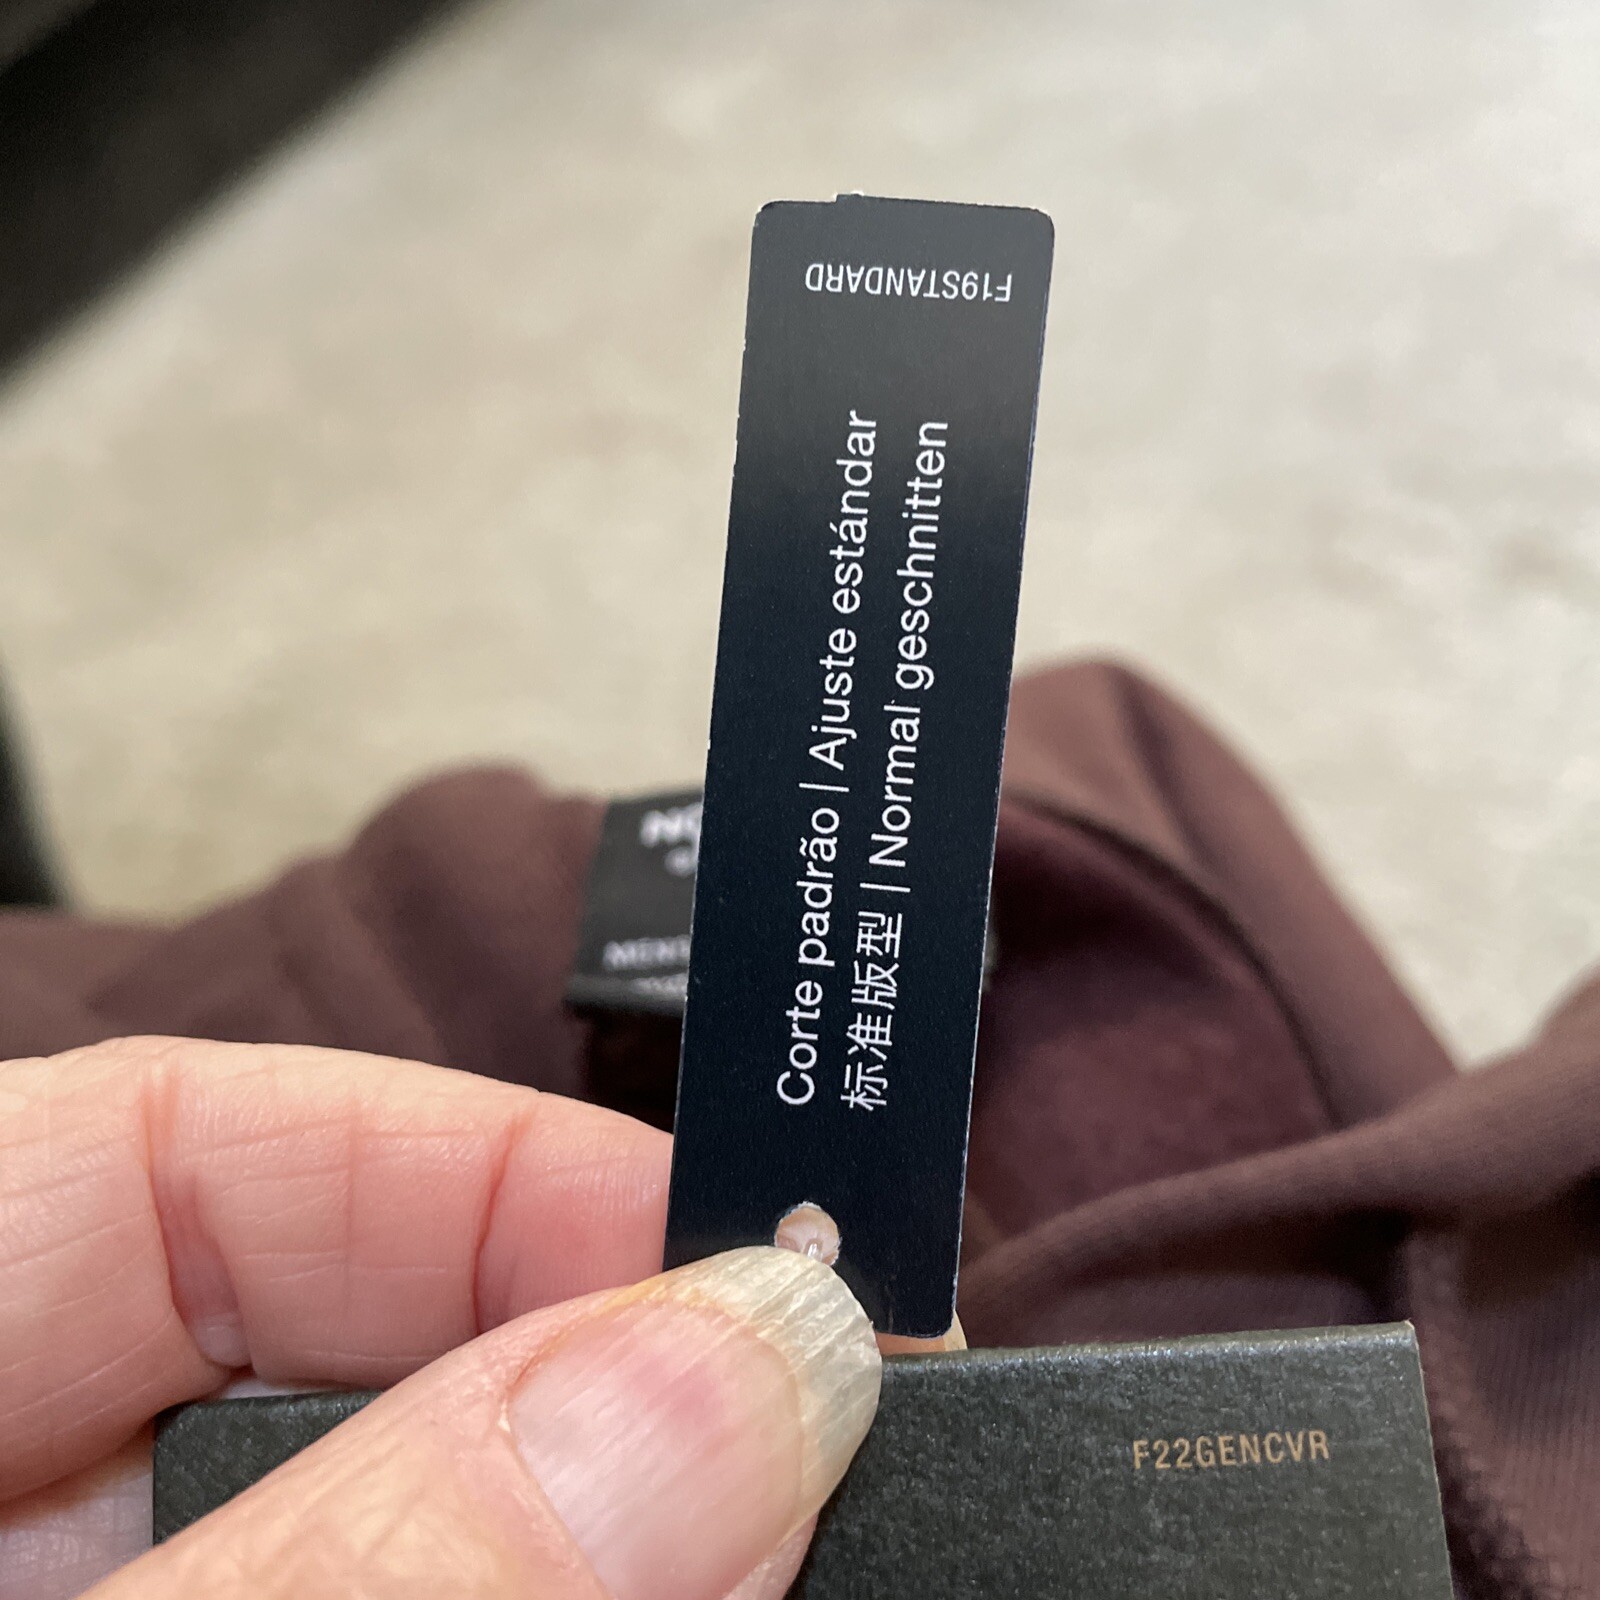 F19STANDARD
Corte padrão | Ajuste estándar
标准版型 | Normal geschnitten
F22GENCVR